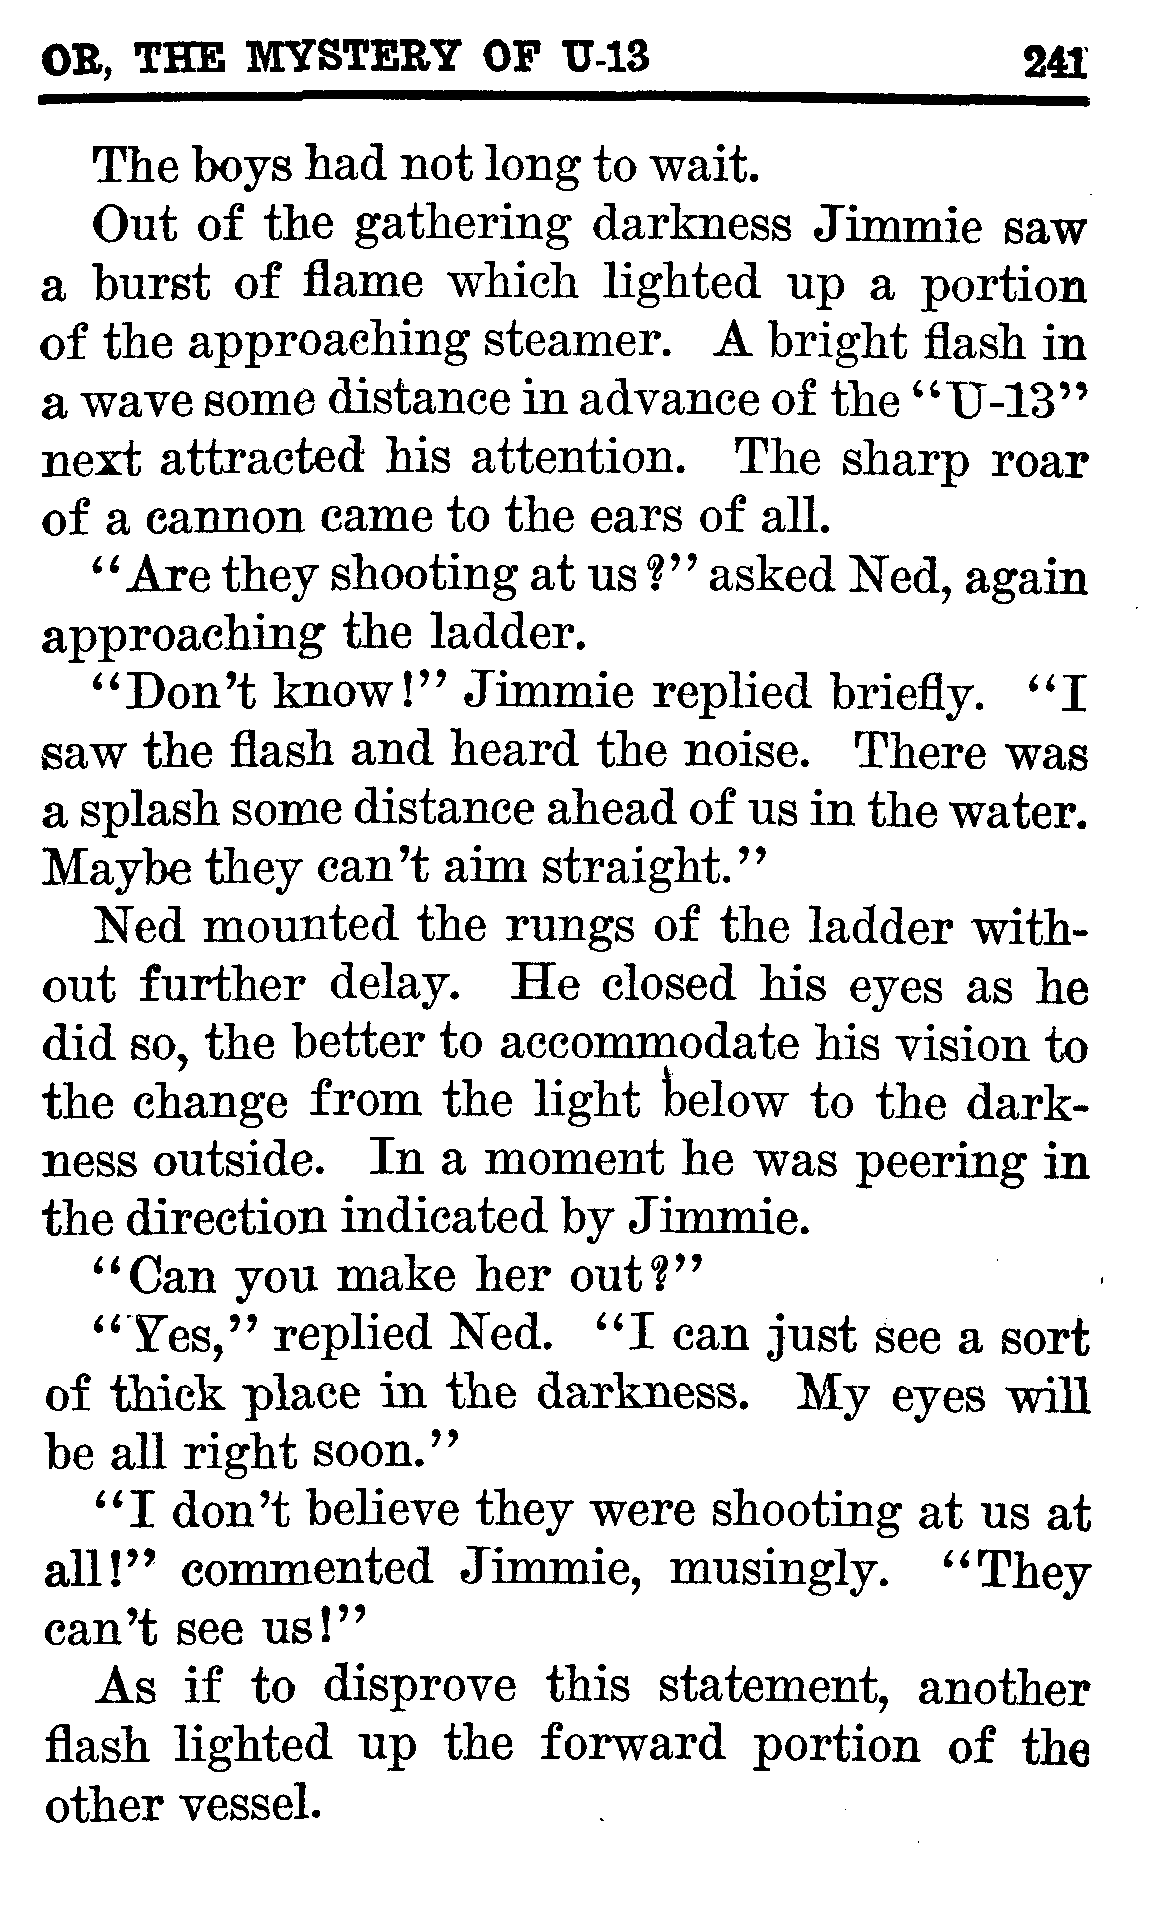 OR, THE MYSTERY OF U-13 241
The boys had not long to wait.
Out of the gathering darkness Jimmie saw
a burst of flame which lighted up a portion
of the approaching steamer. A bright flash in
a wave some distance in advance of the "U-13"
next attracted his attention. The sharp roar
of a cannon came to the ears of all.
"Are they shooting at us?" asked Ned, again
approaching the ladder.
"Don't know!" Jimmie replied briefly. "I
saw the flash and heard the noise. There was
a splash some distance ahead of us in the water.
Maybe they can't aim straight."
Ned mounted the rungs of the ladder with-
out further delay. He closed his eyes as he
did so, the better to accommodate his vision to
the change from the light below to the dark-
ness outside. In a moment he was peering in
the direction indicated by Jimmie.
"Can you make her out?"
"Yes," replied Ned. "I can just see a sort
of thick place in the darkness. My eyes will
be all right soon."
"I don't believe they were shooting at us at
all!" commented Jimmie, musingly. "They
can't see us!"
As if to disprove this statement, another
flash lighted up the forward portion of the
other vessel.